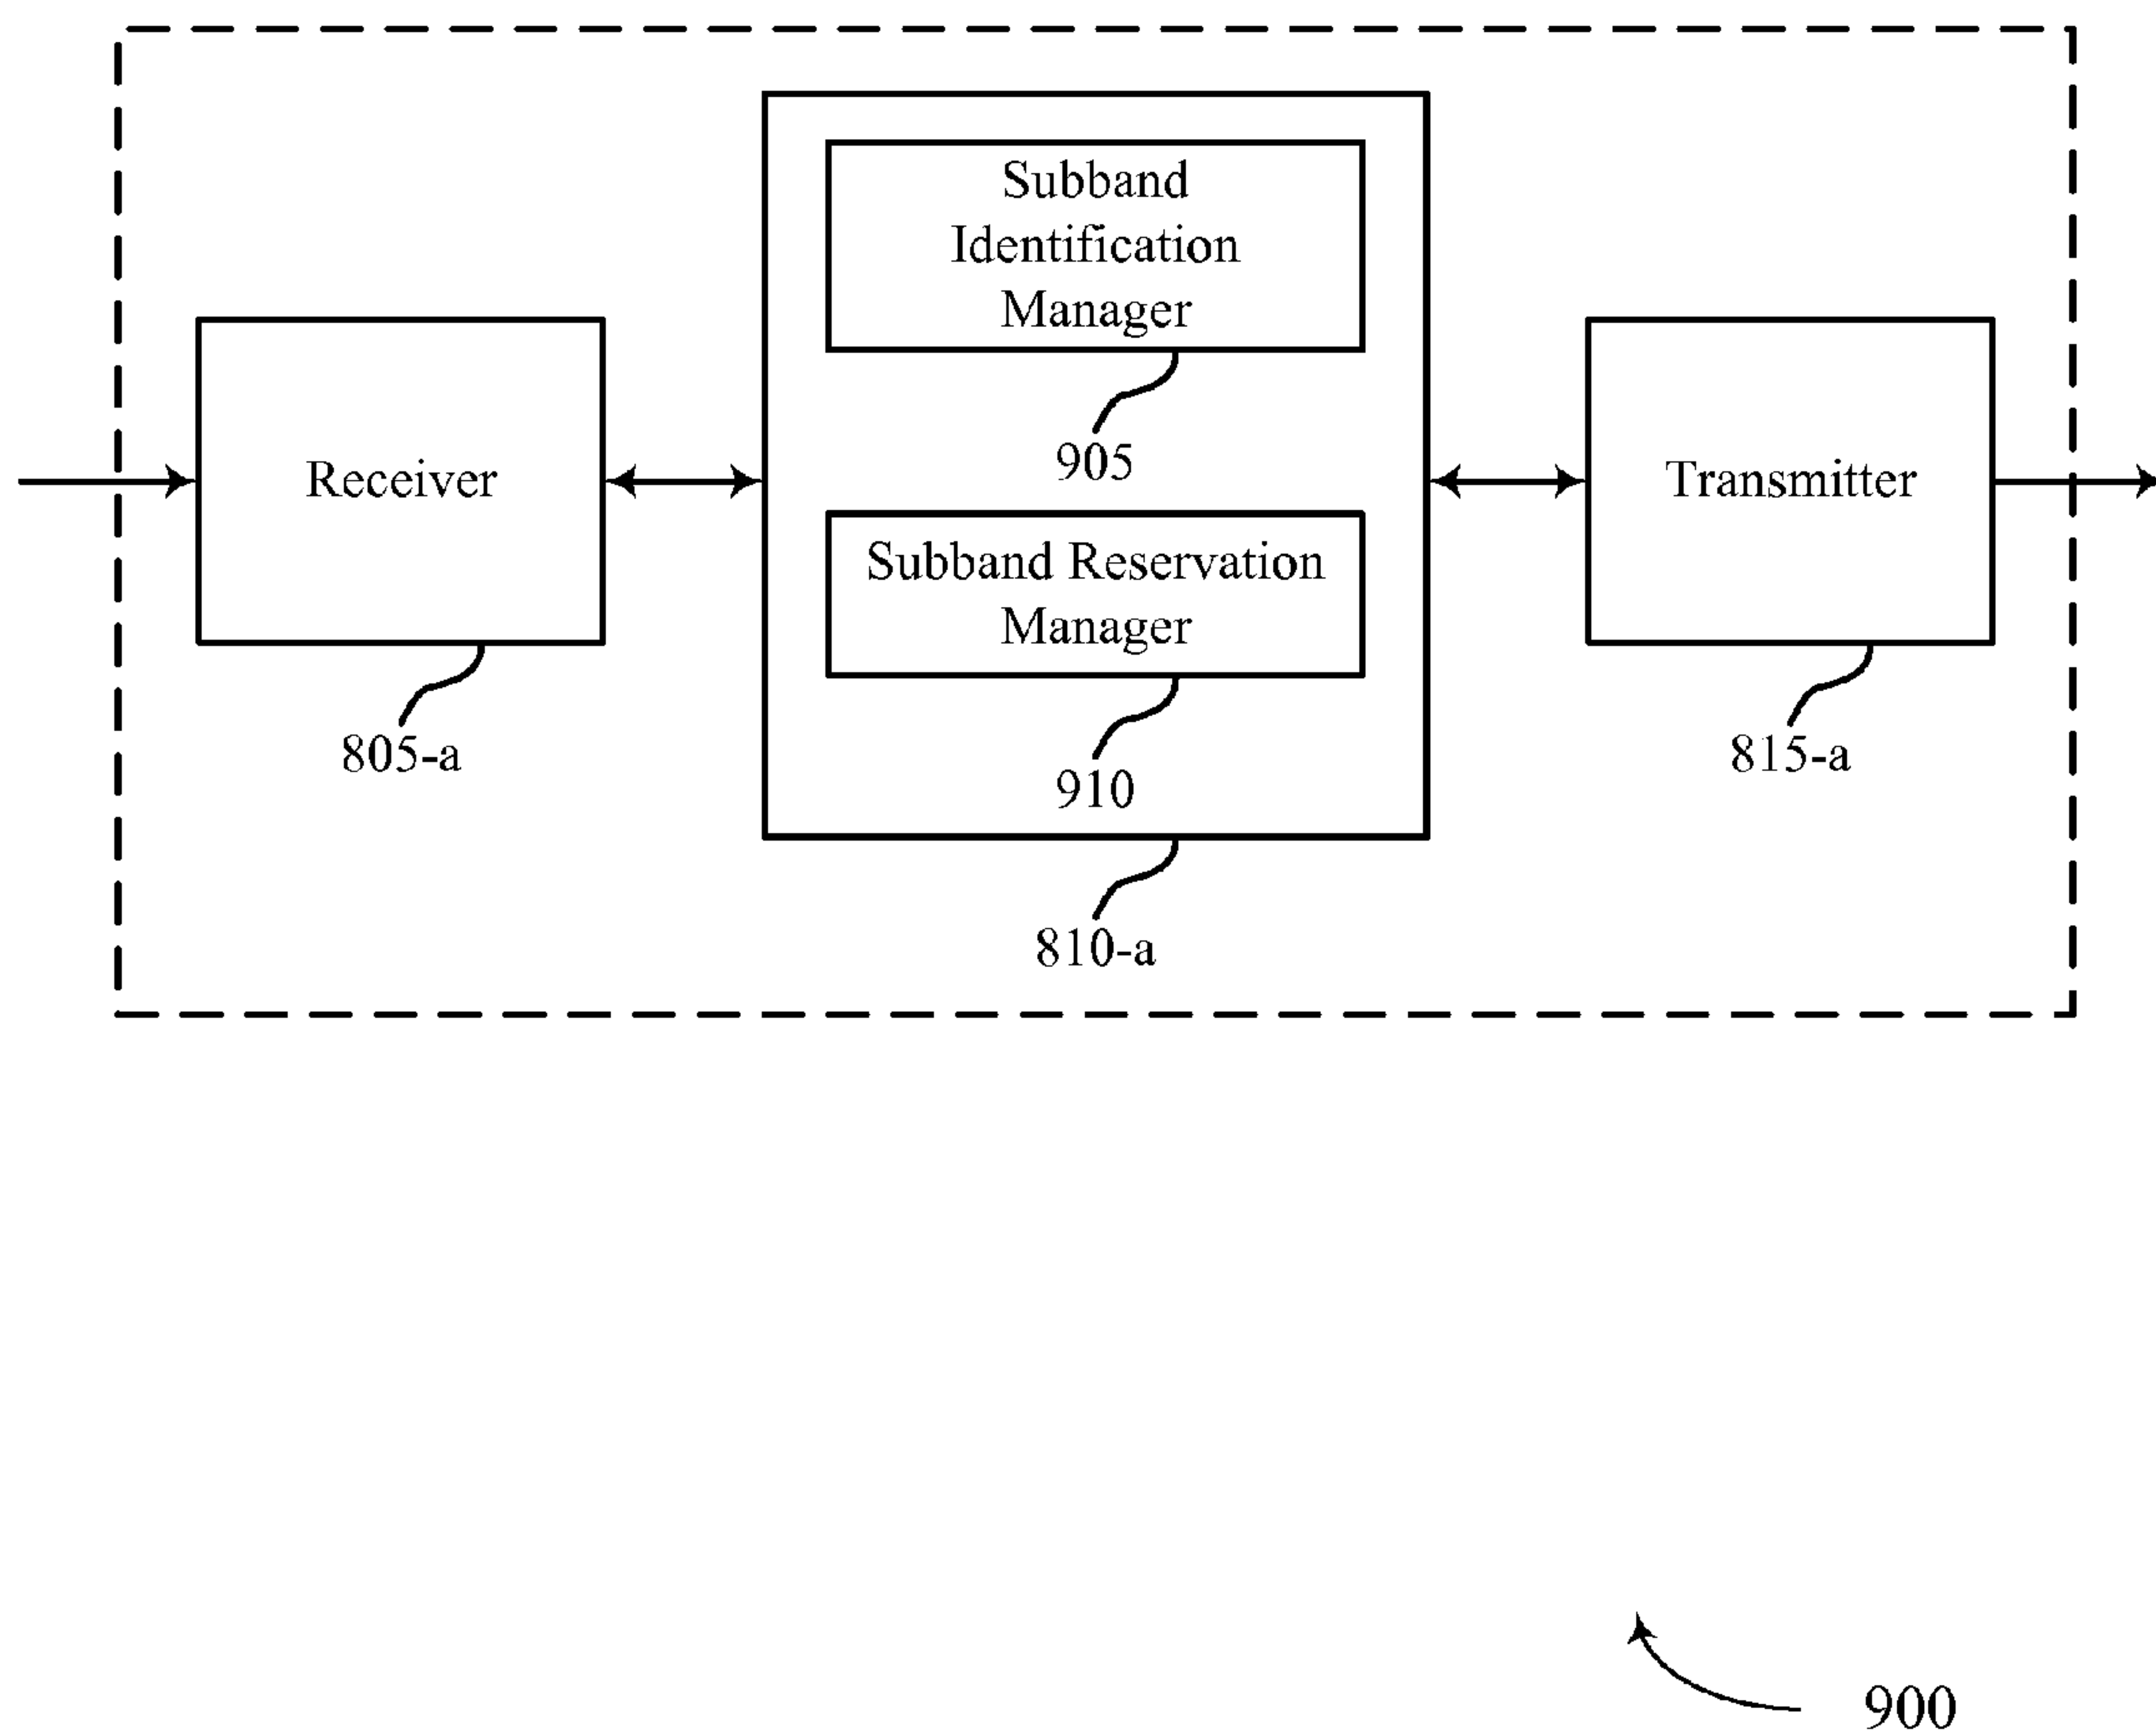 Subband
Identification
Manager
905
Receiver
Transmitter
Subband Reservation
Manager
805-a
910
815-a
810-a
900